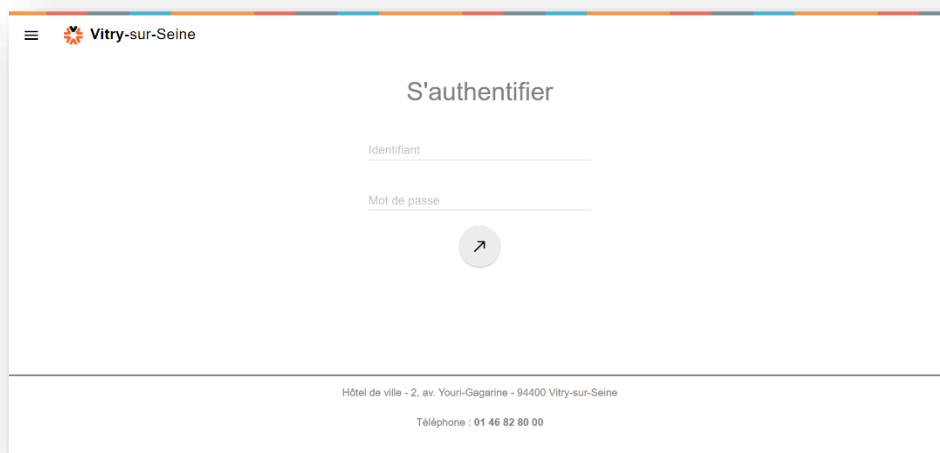 Vitry-sur-Seine
S'authentifier
Identifiant
Mot de passe
Hôtel de ville - 2, av. Youri-Gagarine - 94400 Vitry-sur-Seine
Téléphone : 01 46 82 80 00